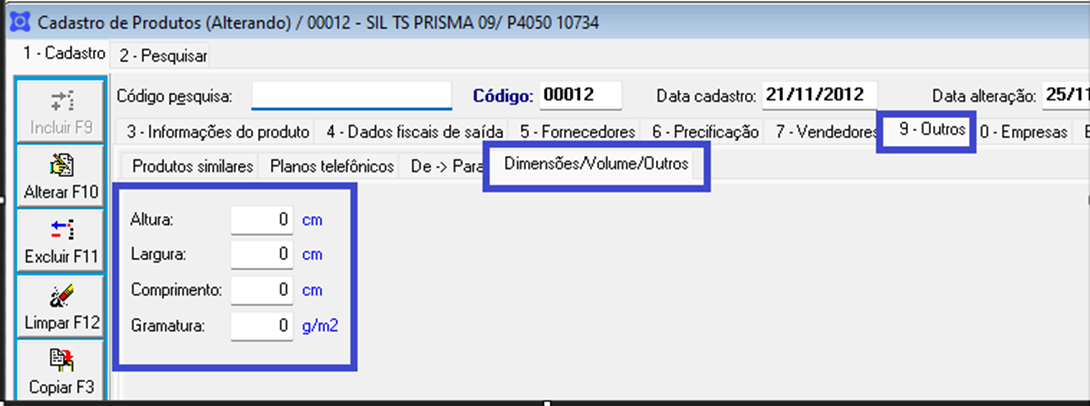 Cadastro de Produtos (Alterando) / 00012 - SIL TS PRISMA 09/ P4050 10734
1 - Cadastro 2 - Pesquisar
Código pesquisa: Código: 00012 Data cadastro: 21/11/2012 Data alteração: 25/11
Incluir F9
3 - Informações do produto 4 - Dados fiscais de saída 5 - Fornecedores 6 - Precificação 7 - Vendedores 9 - Outros 0 - Empresas E
Produtos similares Planos telefônicos De -> Para Dimensões/Volume/Outros
Alterar F10
Altura: 0 cm
Largura: 0 cm
Excluir F11
Comprimento: 0 cm
Gramatura: 0 g/m2
Limpar F12
Copiar F3